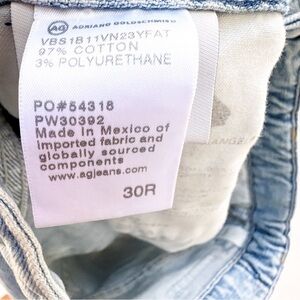 AG ADRIANO GOLDSCHMIED
VBS1B11VN23YFAT
97% COTTON
3% POLYURETHANE
PO#54318
PW30392
Made in Mexico of
imported fabric and
globally sourced
components
www.agjeans.com
30R